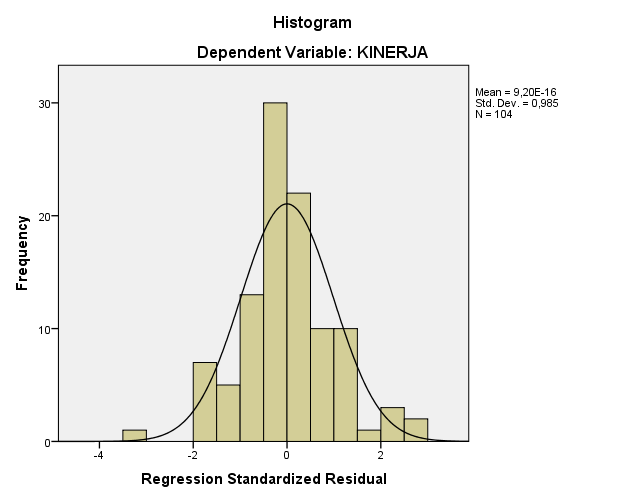 Histogram
Dependent Variable: KINERJA
Mean = 9,20E-16
Std. Dev. = 0,985
N = 104
Frequency
30
20
10
0
-4
-2
0
2
Regression Standardized Residual